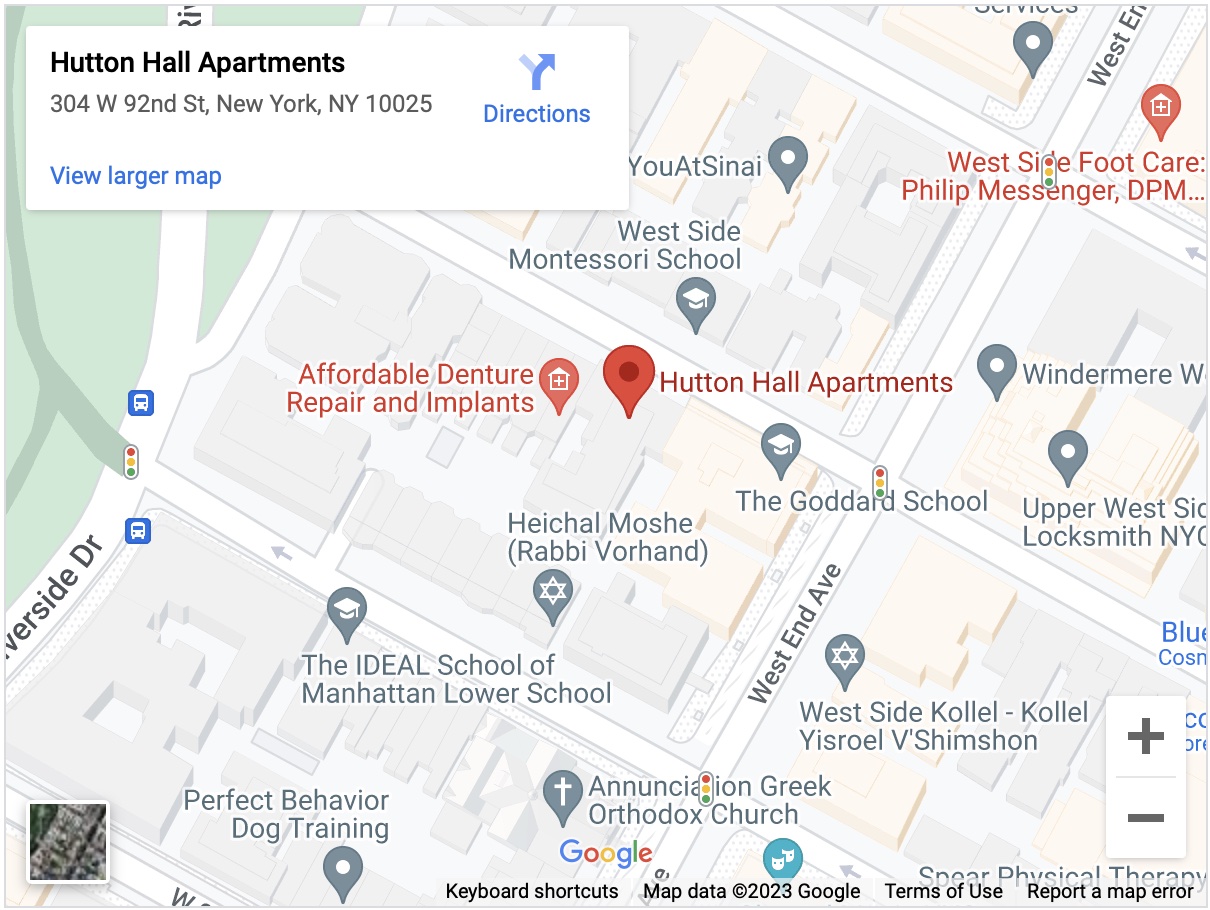 Services
Riv
West En
Hutton Hall Apartments
304 W 92nd St, New York, NY 10025
Directions
View larger map
YouAtSinai
West Side Foot Care:
Philip Messenger, DPM...
West Side
Montessori School
Affordable Denture
Repair and Implants
Hutton Hall Apartments
Windermere W
The Goddard School
Upper West Sid
Locksmith NYC
Heichal Moshe
(Rabbi Vorhand)
verside Dr
West End Ave
Blue
Cosm
The IDEAL School of
Manhattan Lower School
West Side Kollel - Kollel
Yisroel V'Shimshon
Annunciation Greek
Orthodox Church
Perfect Behavior
Dog Training
Google
Spear Physical Therapy
Keyboard shortcuts
Map data ©2023 Google
Terms of Use
Report a map error